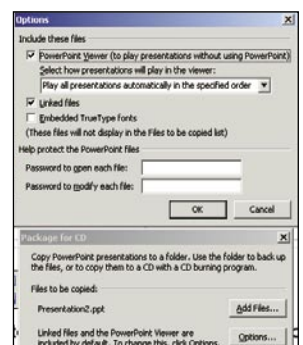 Options
Include these files
PowerPoint Viewer (to play presentations without using PowerPoint)
Select how presentations will play in the viewer:
Play all presentations automatically in the specified order
Linked files
Embedded TrueType fonts
(These files will not display in the Files to be copied list)
Help protect the PowerPoint files
Password to open each file:
Password to modify each file:
OK Cancel
Package for CD
Copy PowerPoint presentations to a folder. Use the folder to back up
the files, or to copy them to a CD with a CD burning program.
Files to be copied:
Presentation2.ppt Add Files...
Linked files and the PowerPoint Viewer are Options...
included by default. To change this, click Options.